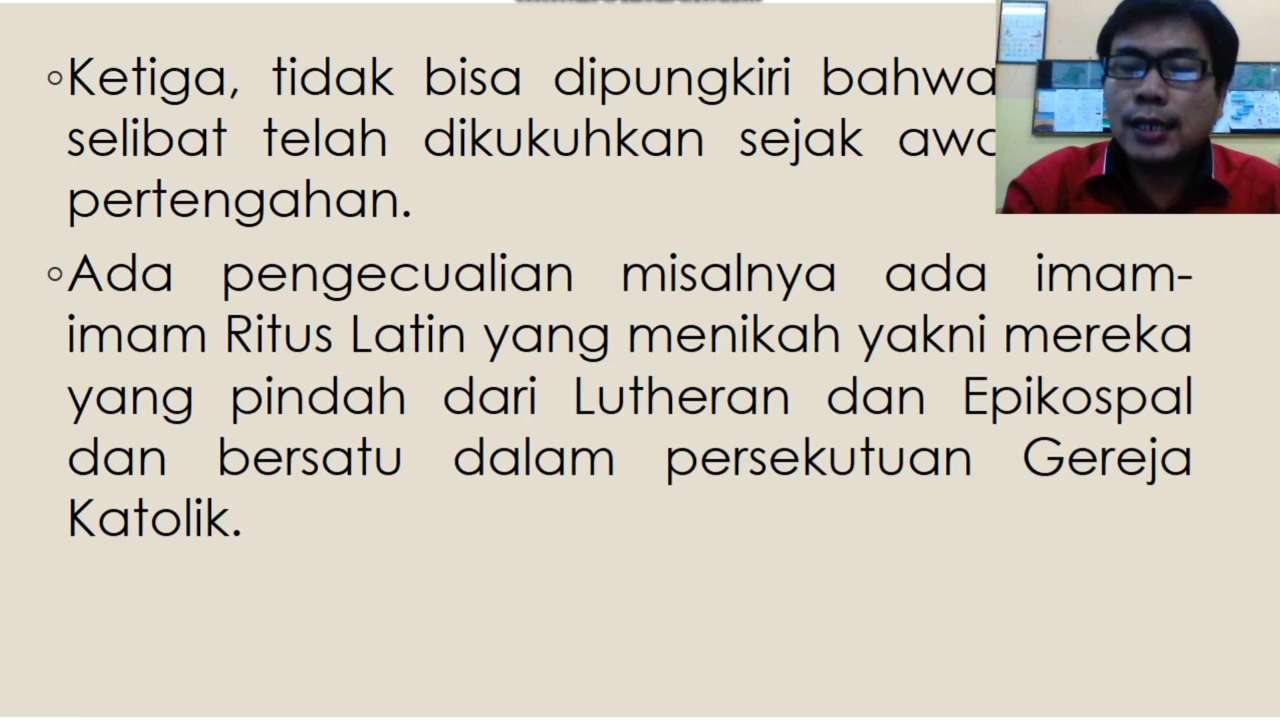 ◦Ketiga, tidak bisa dipungkiri bahwa
selibat telah dikukuhkan sejak
pertengahan.
◦Ada pengecualian misalnya ada imam-
imam Ritus Latin yang menikah yakni mereka
yang pindah dari Lutheran dan Epikospal
dan bersatu dalam persekutuan Gereja
Katolik.